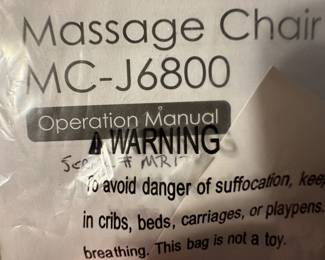 Massage Chair
MC-J6800
Operation Manual
WARNING
# MR17
To avoid danger of suffocation, keep
in cribs, beds, carriages, or playpens.
breathing. This bag is not a toy.